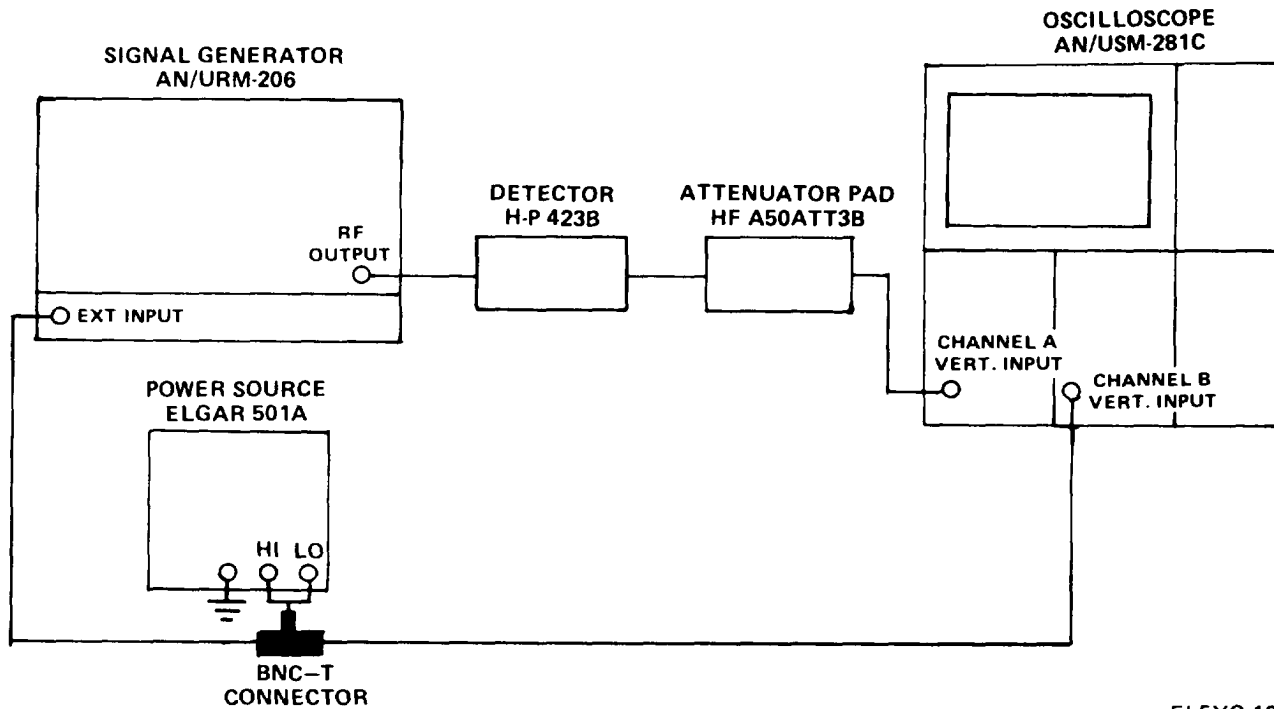 OSCILLOSCOPE
AN/USM-281C
SIGNAL GENERATOR
AN/URM-206
DETECTOR
H-P 423B
ATTENUATOR PAD
HF A50ATT3B
RF
OUTPUT
EXT INPUT
CHANNEL A
VERT. INPUT
CHANNEL B
VERT. INPUT
POWER SOURCE
ELGAR 501A
HI LO
BNC–T
CONNECTOR